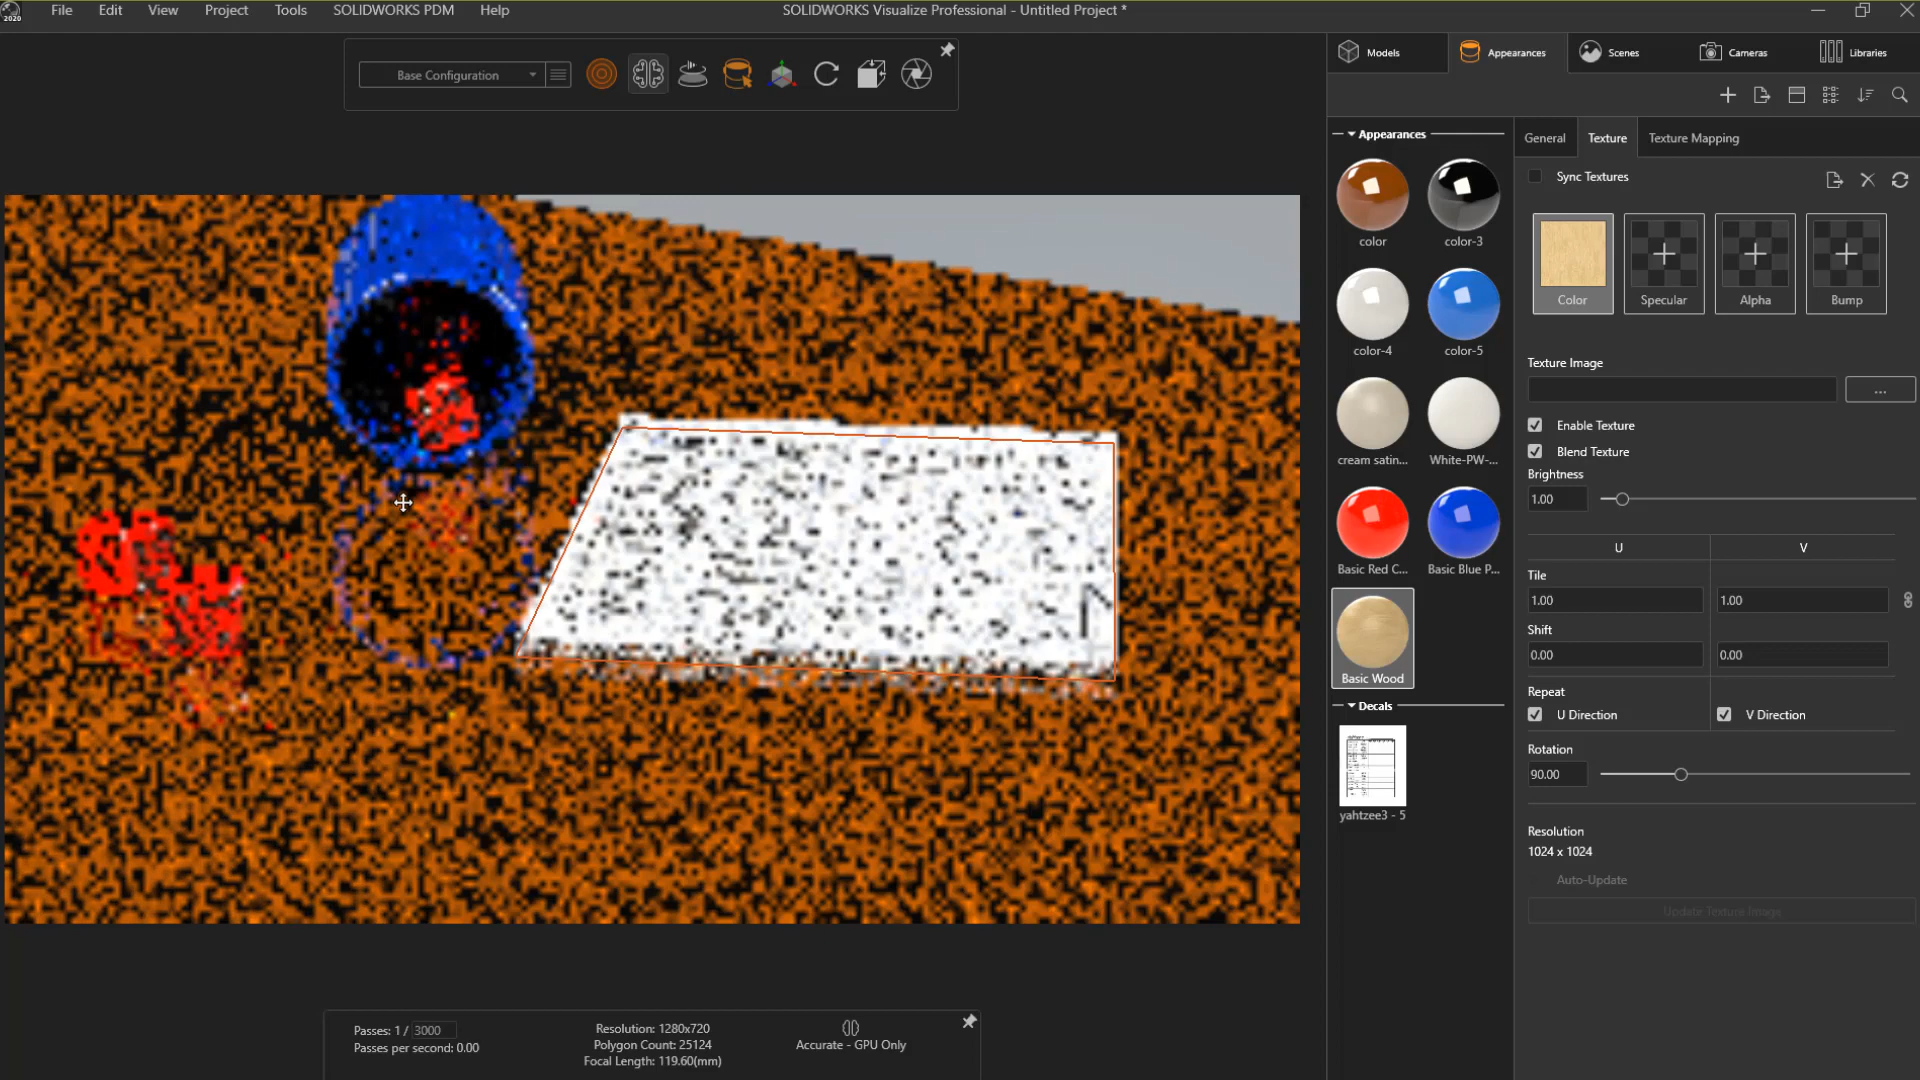 2020
File Edit View Project Tools SOLIDWORKS PDM Help
SOLIDWORKS Visualize Professional - Untitled Project *
Base Configuration
Models
Appearances
Scenes
Cameras
Libraries
Appearances
color
color-3
color-4
color-5
cream satin...
White-PW-...
Basic Red C...
Basic Blue P...
Basic Wood
Decals
yahtzee3 - 5
General Texture Texture Mapping
Sync Textures
Color Specular Alpha Bump
Texture Image
...
Enable Texture
Blend Texture
Brightness
1.00
U V
Tile
1.00 1.00
Shift
0.00 0.00
Repeat
U Direction V Direction
Rotation
90.00
Resolution
1024 x 1024
Auto-Update
Update Texture Image
Passes: 1 / 3000
Passes per second: 0.00
Resolution: 1280x720
Polygon Count: 25124
Focal Length: 119.60(mm)
Accurate - GPU Only